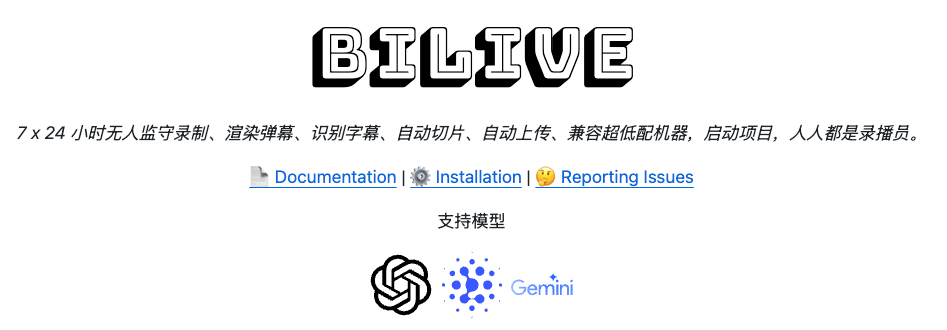 BILIVE
7 x 24 小时无人监守录制、渲染弹幕、识别字幕、自动切片、自动上传、兼容超低配机器，启动项目，人人都是录播员。
Documentation | Installation | Reporting Issues
支持模型
Gemini